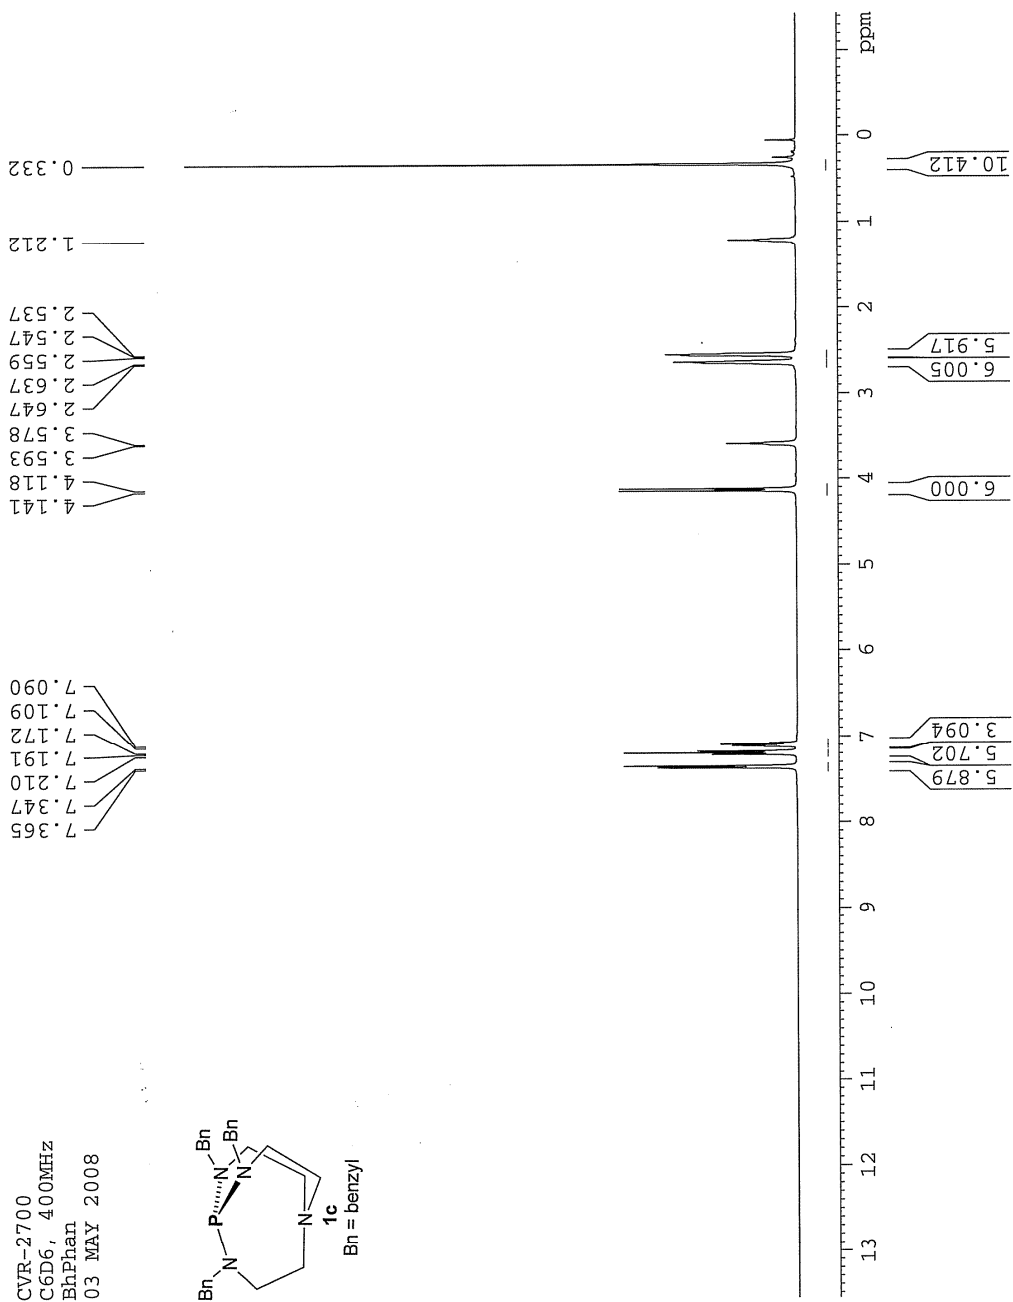 CVR-2700
C6D6, 400MHz
BhPhan
03 MAY 2008
Bn
N
P
N
Bn
N
Bn
N
1c
Bn = benzyl
7.365
7.347
7.210
7.191
7.172
7.109
7.090
4.141
4.118
3.593
3.578
2.647
2.637
2.559
2.547
2.537
1.212
0.332
13
12
11
10
9
8
7
6
5
4
3
2
1
0
ppm
5.879
5.702
3.094
6.000
6.005
5.917
10.412